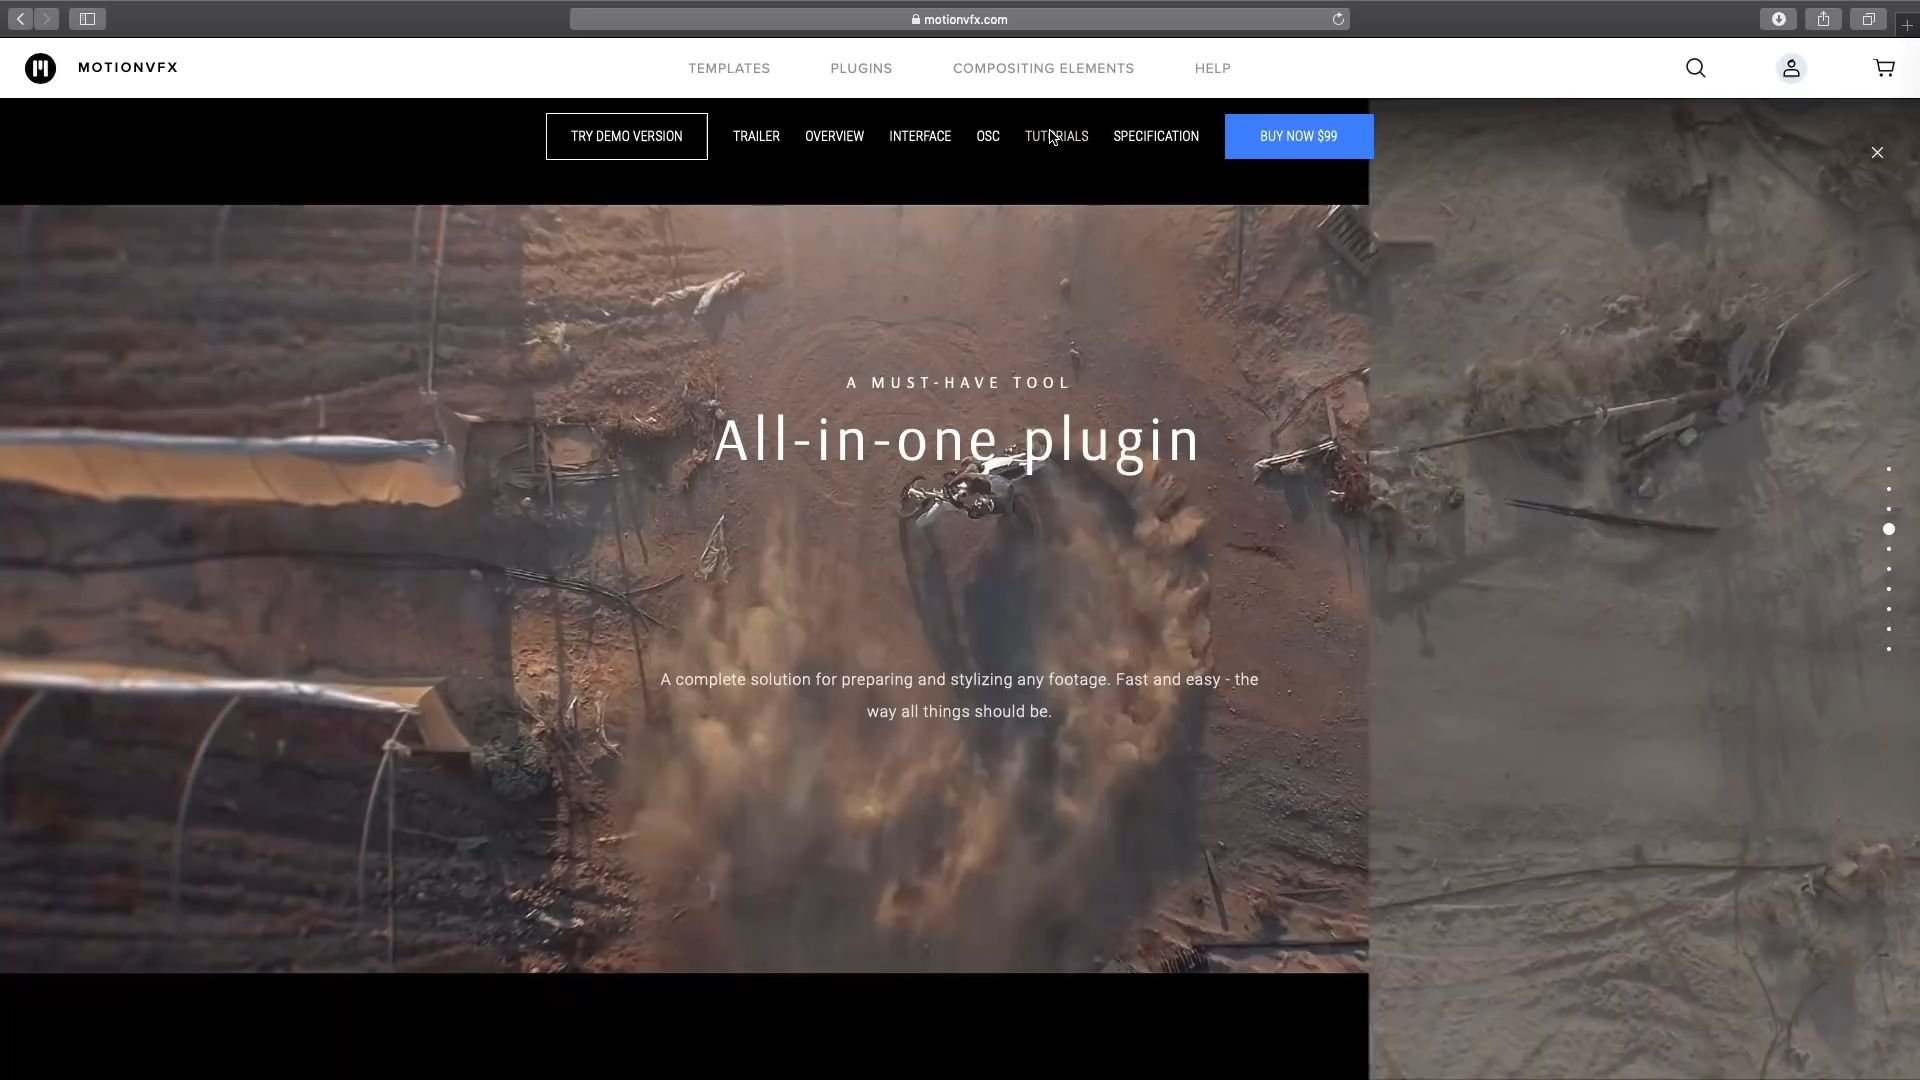 motionvfx.com
MOTIONVFX
TEMPLATES
PLUGINS
COMPOSITING ELEMENTS
HELP
TRY DEMO VERSION
TRAILER
OVERVIEW
INTERFACE
OSC
TUTORIALS
SPECIFICATION
BUY NOW $99
A MUST-HAVE TOOL
All-in-one plugin
A complete solution for preparing and stylizing any footage. Fast and easy - the
way all things should be.